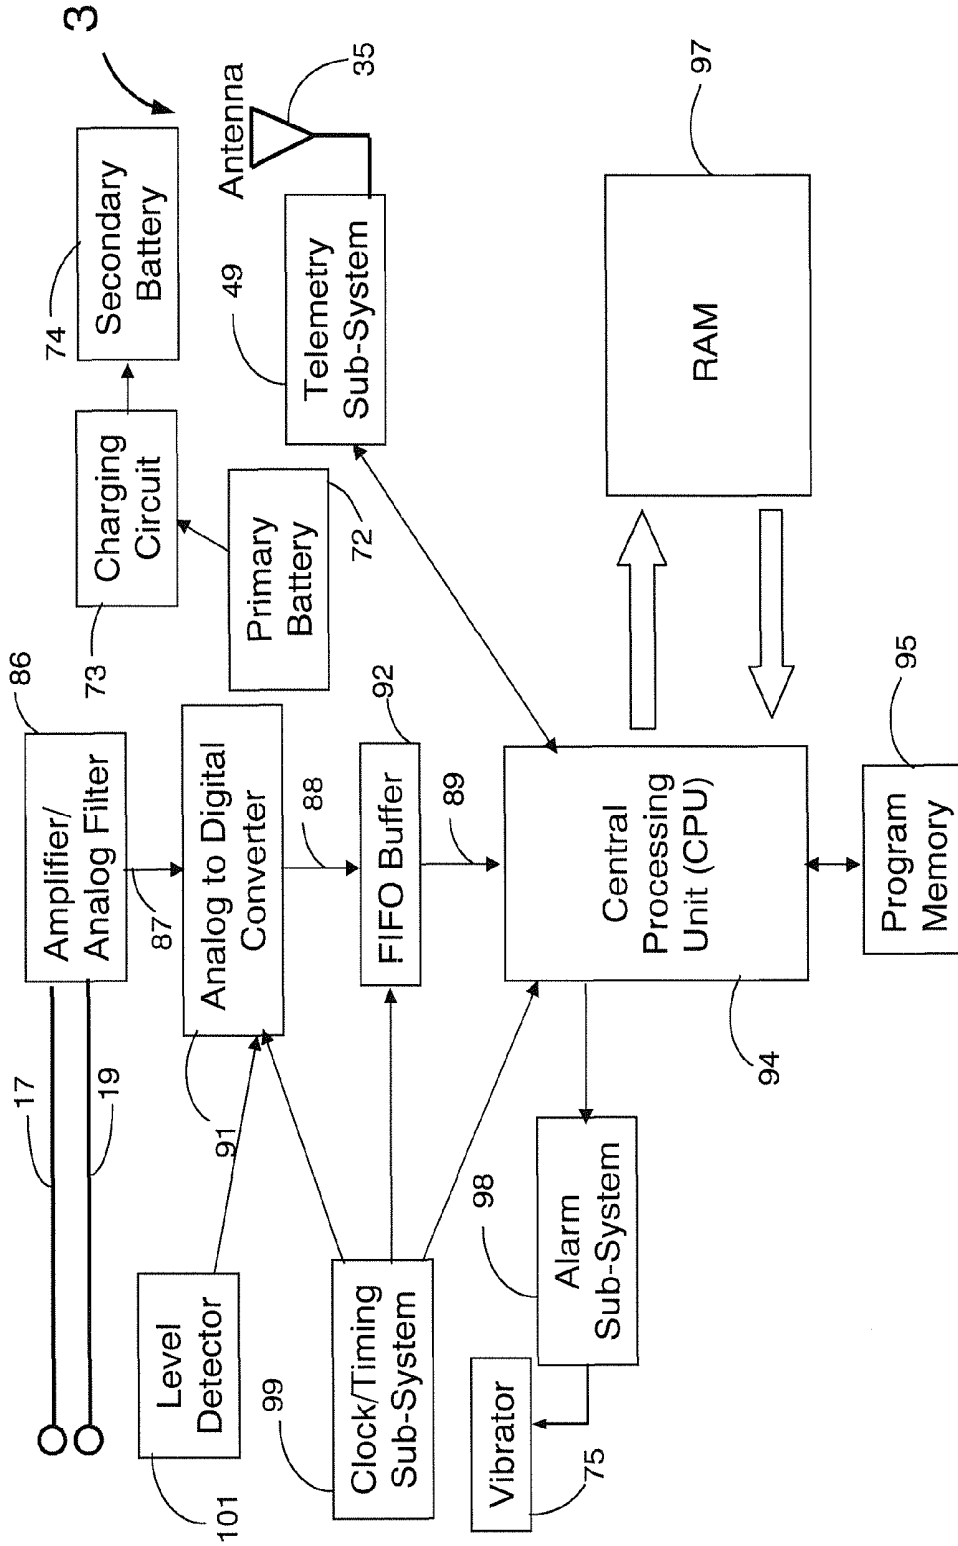 3
17
19
Amplifier/
Analog Filter
86
73
Charging
Circuit
74
Secondary
Battery
101
Level
Detector
91
87
Analog to Digital
Converter
Primary
Battery
72
Antenna
35
49
Telemetry
Sub-System
88
99
Clock/Timing
Sub-System
FIFO Buffer
92
89
75
Vibrator
98
Alarm
Sub-System
94
Central
Processing
Unit (CPU)
RAM
97
Program
Memory
95